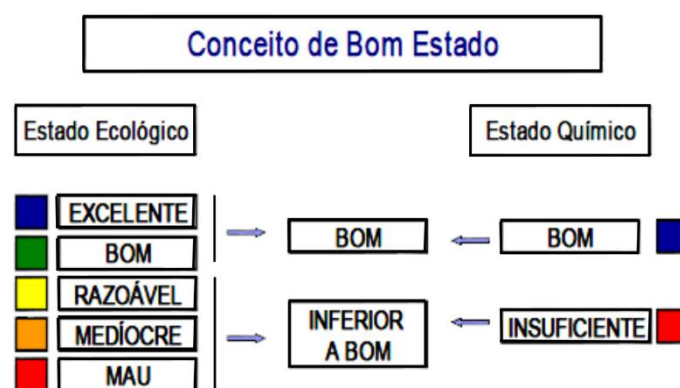 Conceito de Bom Estado
Estado Ecológico
Estado Químico
EXCELENTE
BOM
RAZOÁVEL
MEDÍOCRE
MAU
BOM
INFERIOR
A BOM
BOM
INSUFICIENTE